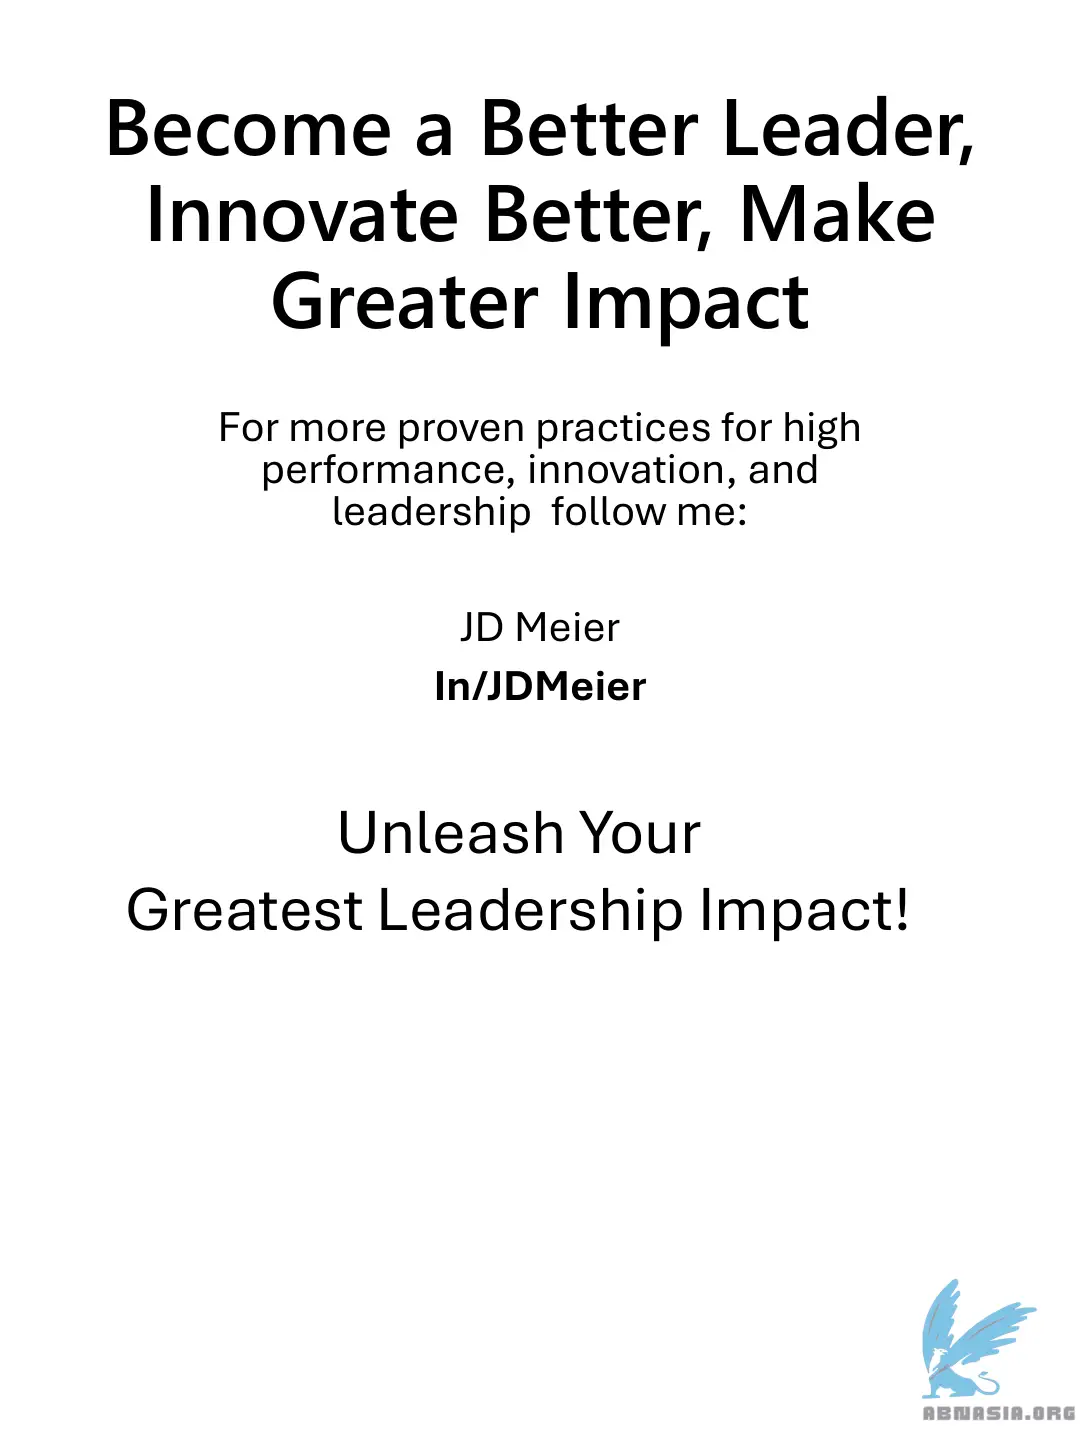 Become a Better Leader,
Innovate Better, Make
Greater Impact
For more proven practices for high
performance, innovation, and
leadership  follow me:
JD Meier
In/JDMeier
Unleash Your
Greatest Leadership Impact!
ABNASIA.ORG